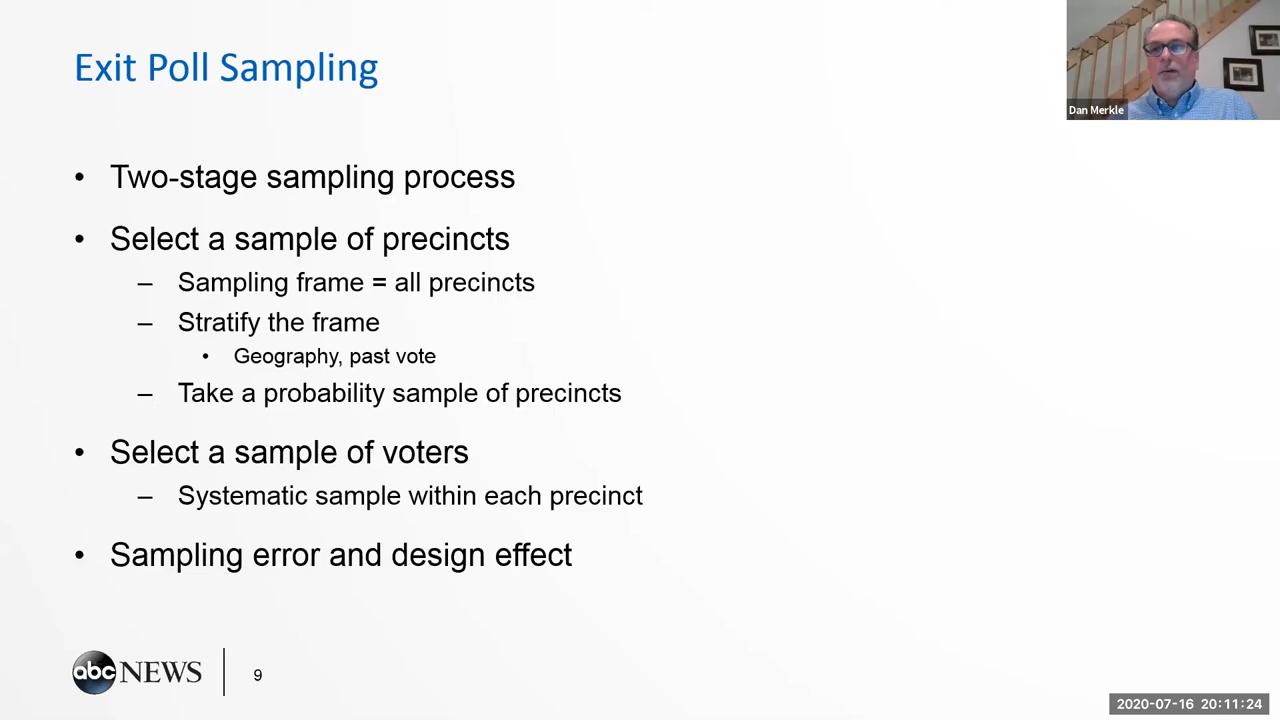 Exit Poll Sampling
Dan Merkle
• Two-stage sampling process
• Select a sample of precincts
– Sampling frame = all precincts
– Stratify the frame
• Geography, past vote
– Take a probability sample of precincts
• Select a sample of voters
– Systematic sample within each precinct
• Sampling error and design effect
abc NEWS
9
2020-07-16 20:11:24